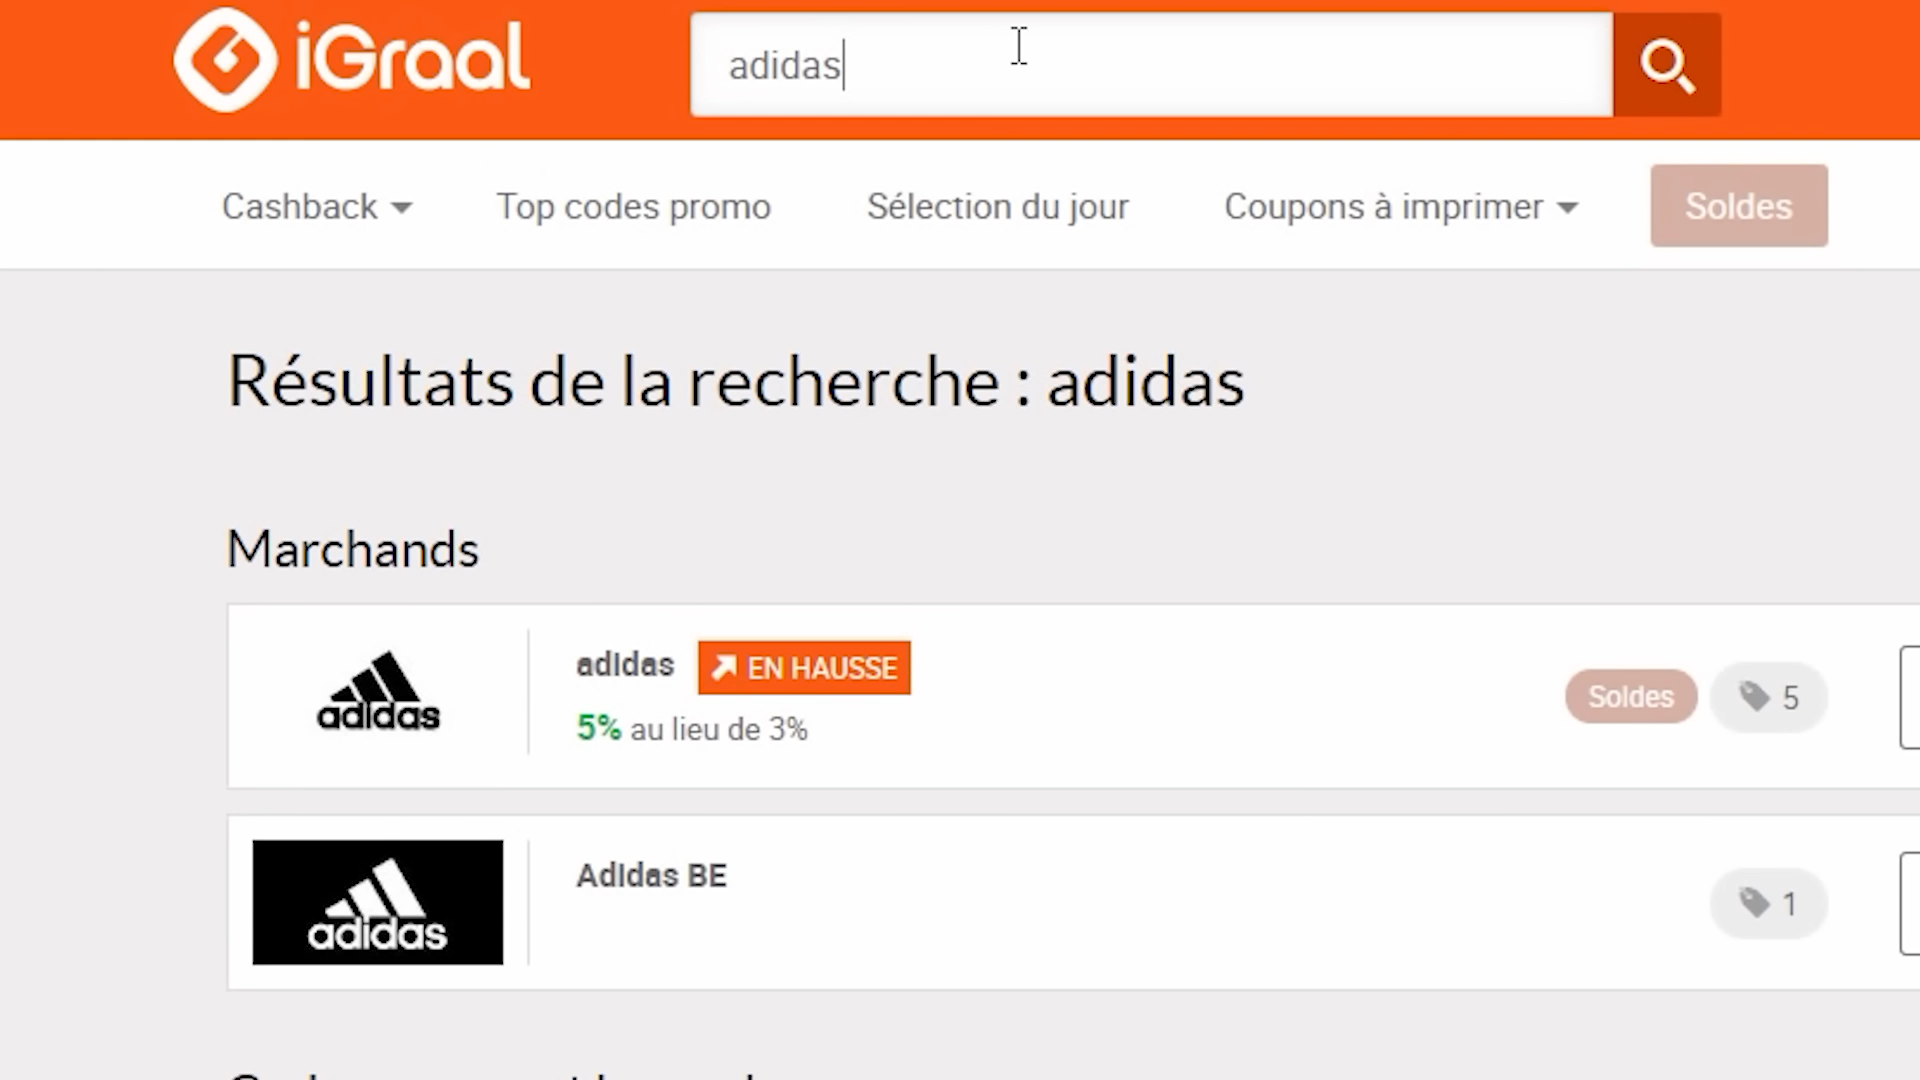 iGraal
adidas
Cashback
Top codes promo
Sélection du jour
Coupons à imprimer
Soldes
Résultats de la recherche : adidas
Marchands
adidas
adidas
EN HAUSSE
5% au lieu de 3%
Soldes
5
adidas
Adidas BE
1